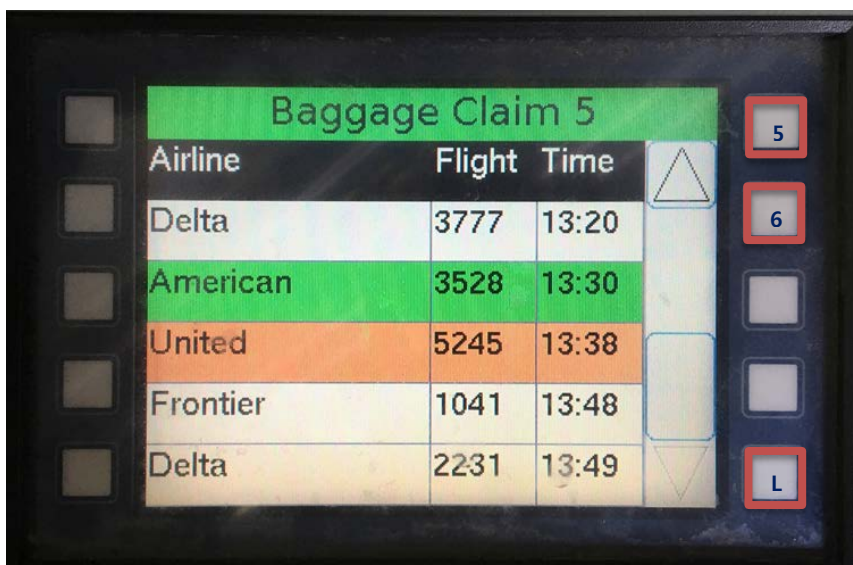 Baggage Claim 5
Airline Flight Time
Delta 3777 13:20
American 3528 13:30
United 5245 13:38
Frontier 1041 13:48
Delta 2231 13:49
5
6
L